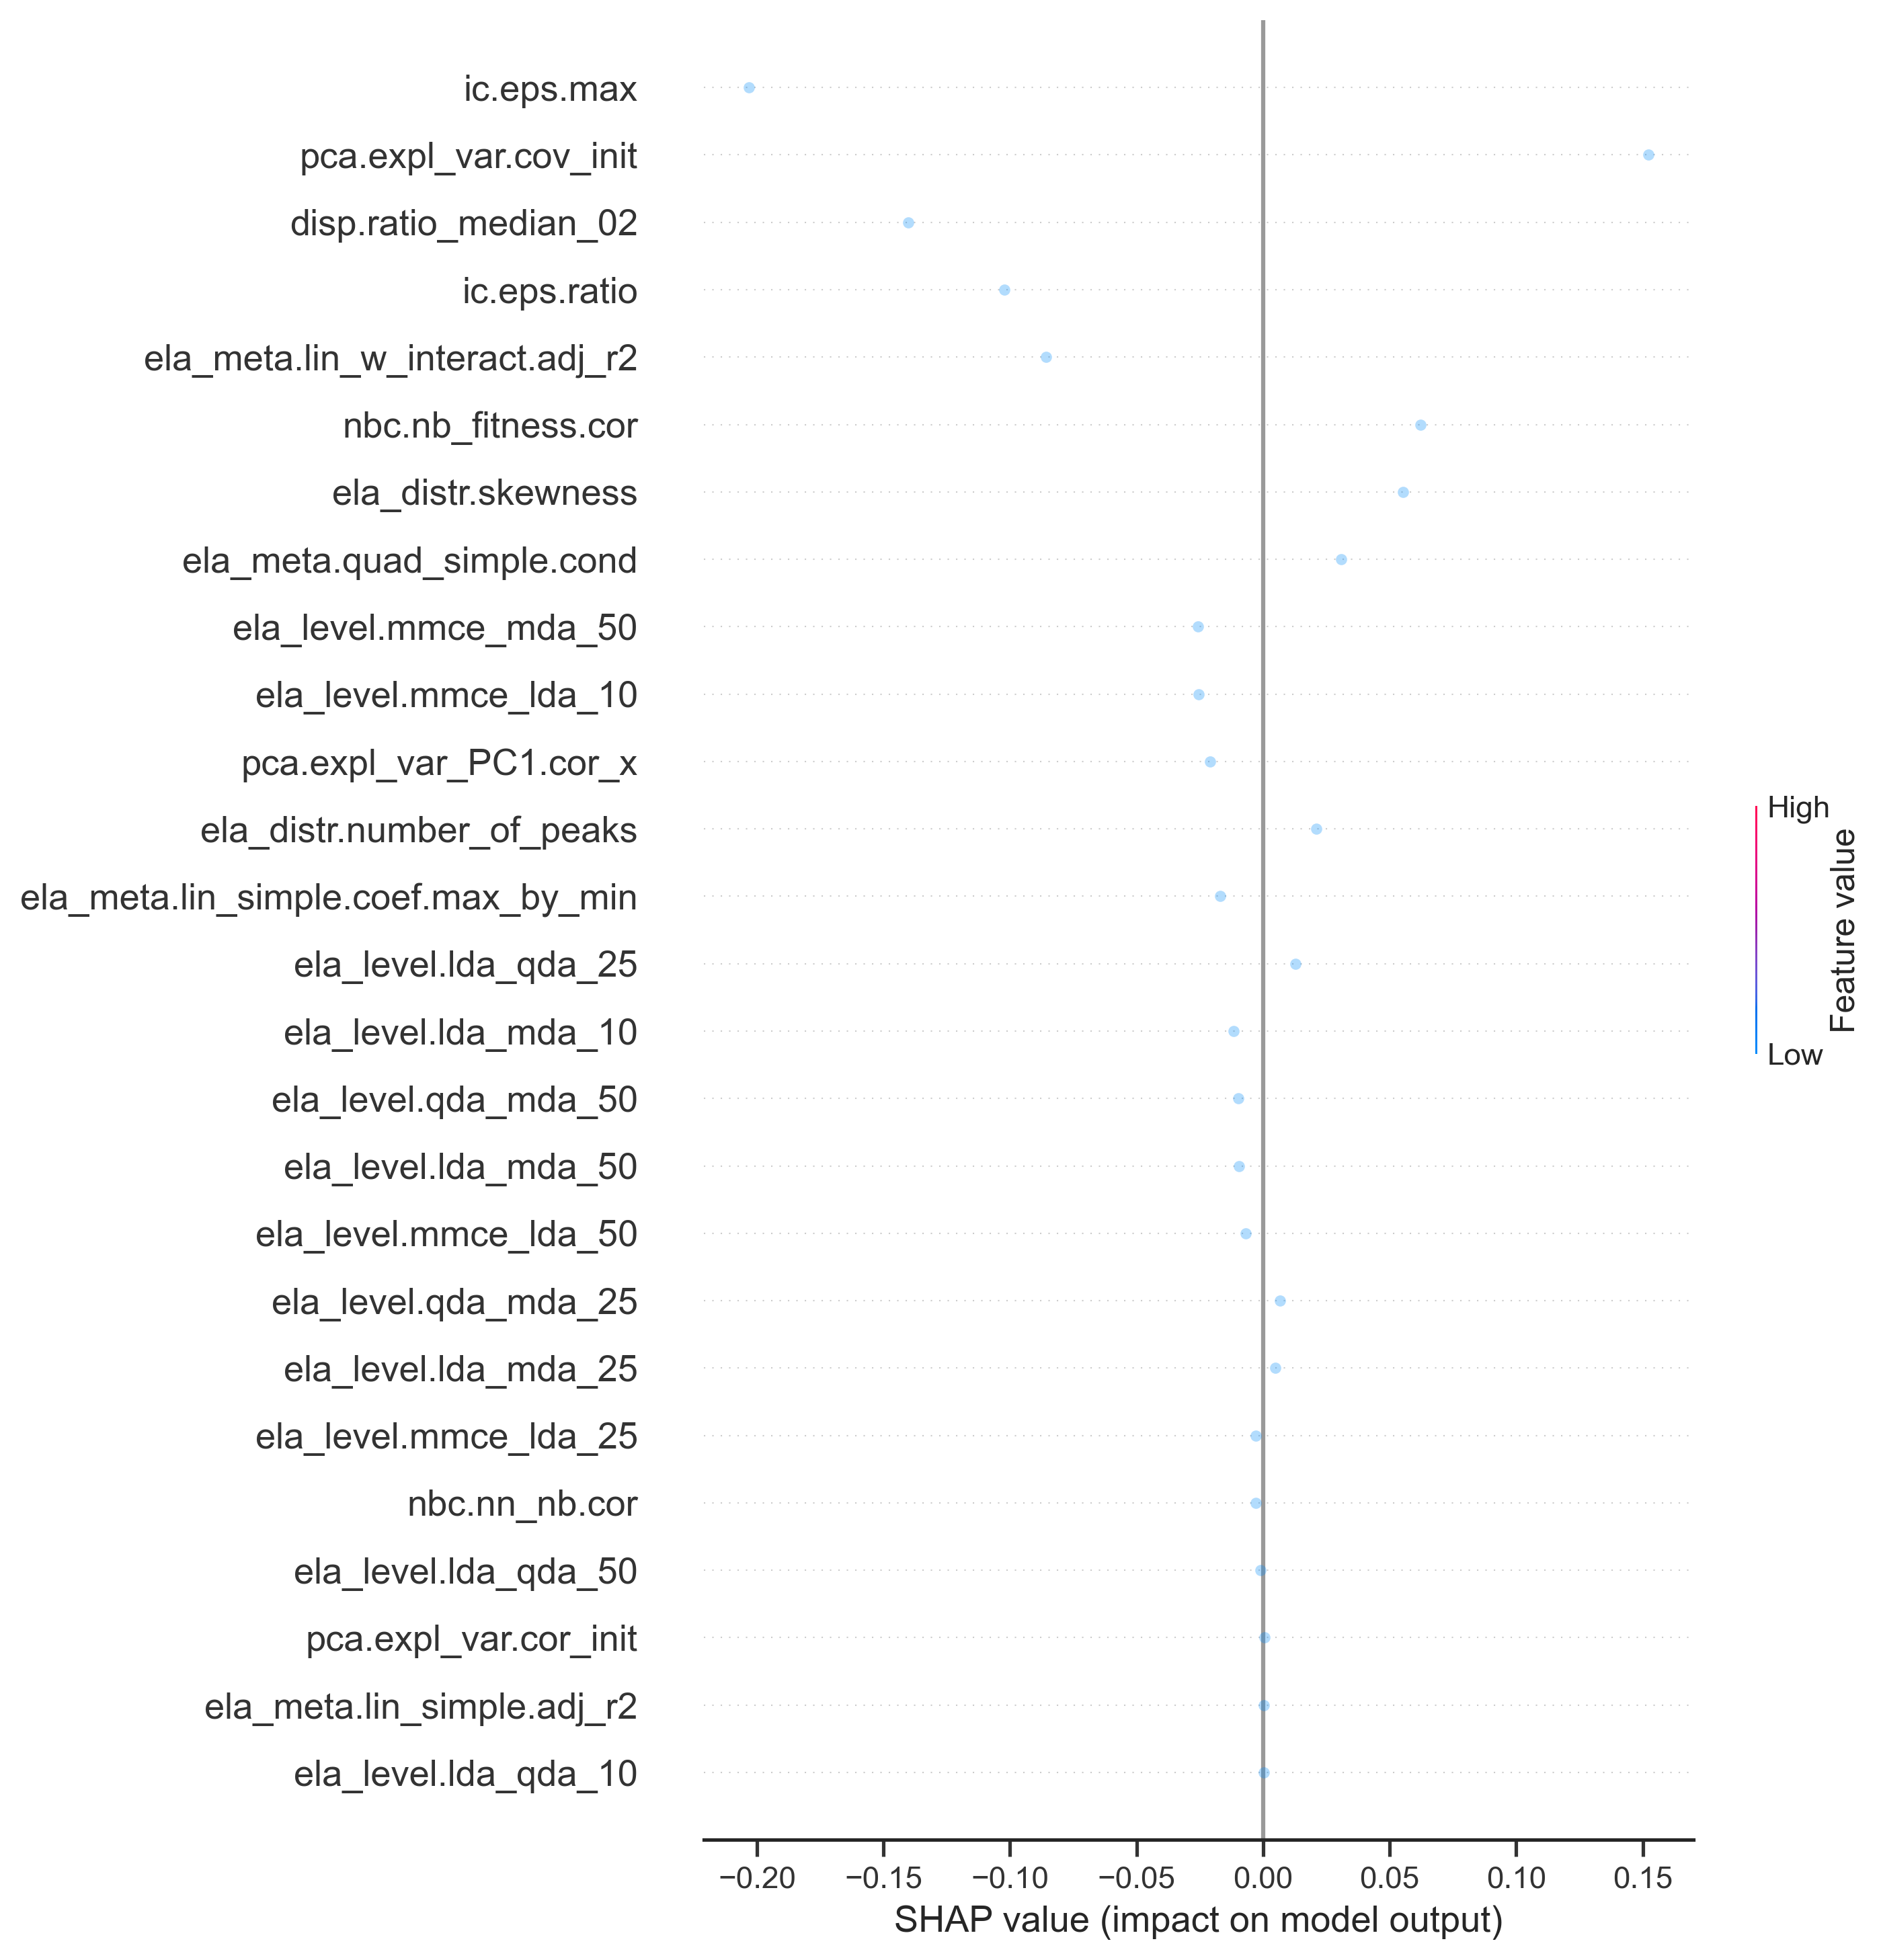 ic.eps.max
pca.expl_var.cov_init
disp.ratio_median_02
ic.eps.ratio
ela_meta.lin_w_interact.adj_r2
nbc.nb_fitness.cor
ela_distr.skewness
ela_meta.quad_simple.cond
ela_level.mmce_mda_50
ela_level.mmce_lda_10
pca.expl_var_PC1.cor_x
ela_distr.number_of_peaks
ela_meta.lin_simple.coef.max_by_min
ela_level.lda_qda_25
ela_level.lda_mda_10
ela_level.qda_mda_50
ela_level.lda_mda_50
ela_level.mmce_lda_50
ela_level.qda_mda_25
ela_level.lda_mda_25
ela_level.mmce_lda_25
nbc.nn_nb.cor
ela_level.lda_qda_50
pca.expl_var.cor_init
ela_meta.lin_simple.adj_r2
ela_level.lda_qda_10
−0.20 −0.15 −0.10 −0.05 0.00 0.05 0.10 0.15
SHAP value (impact on model output)
High
Feature value
Low